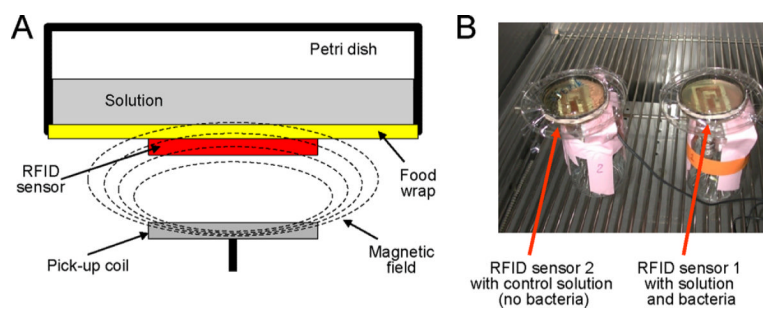 A
Petri dish
Solution
RFID
sensor
Food
wrap
Pick-up coil
Magnetic
field
B
2
RFID sensor 2
with control solution
(no bacteria)
RFID sensor 1
with solution
and bacteria